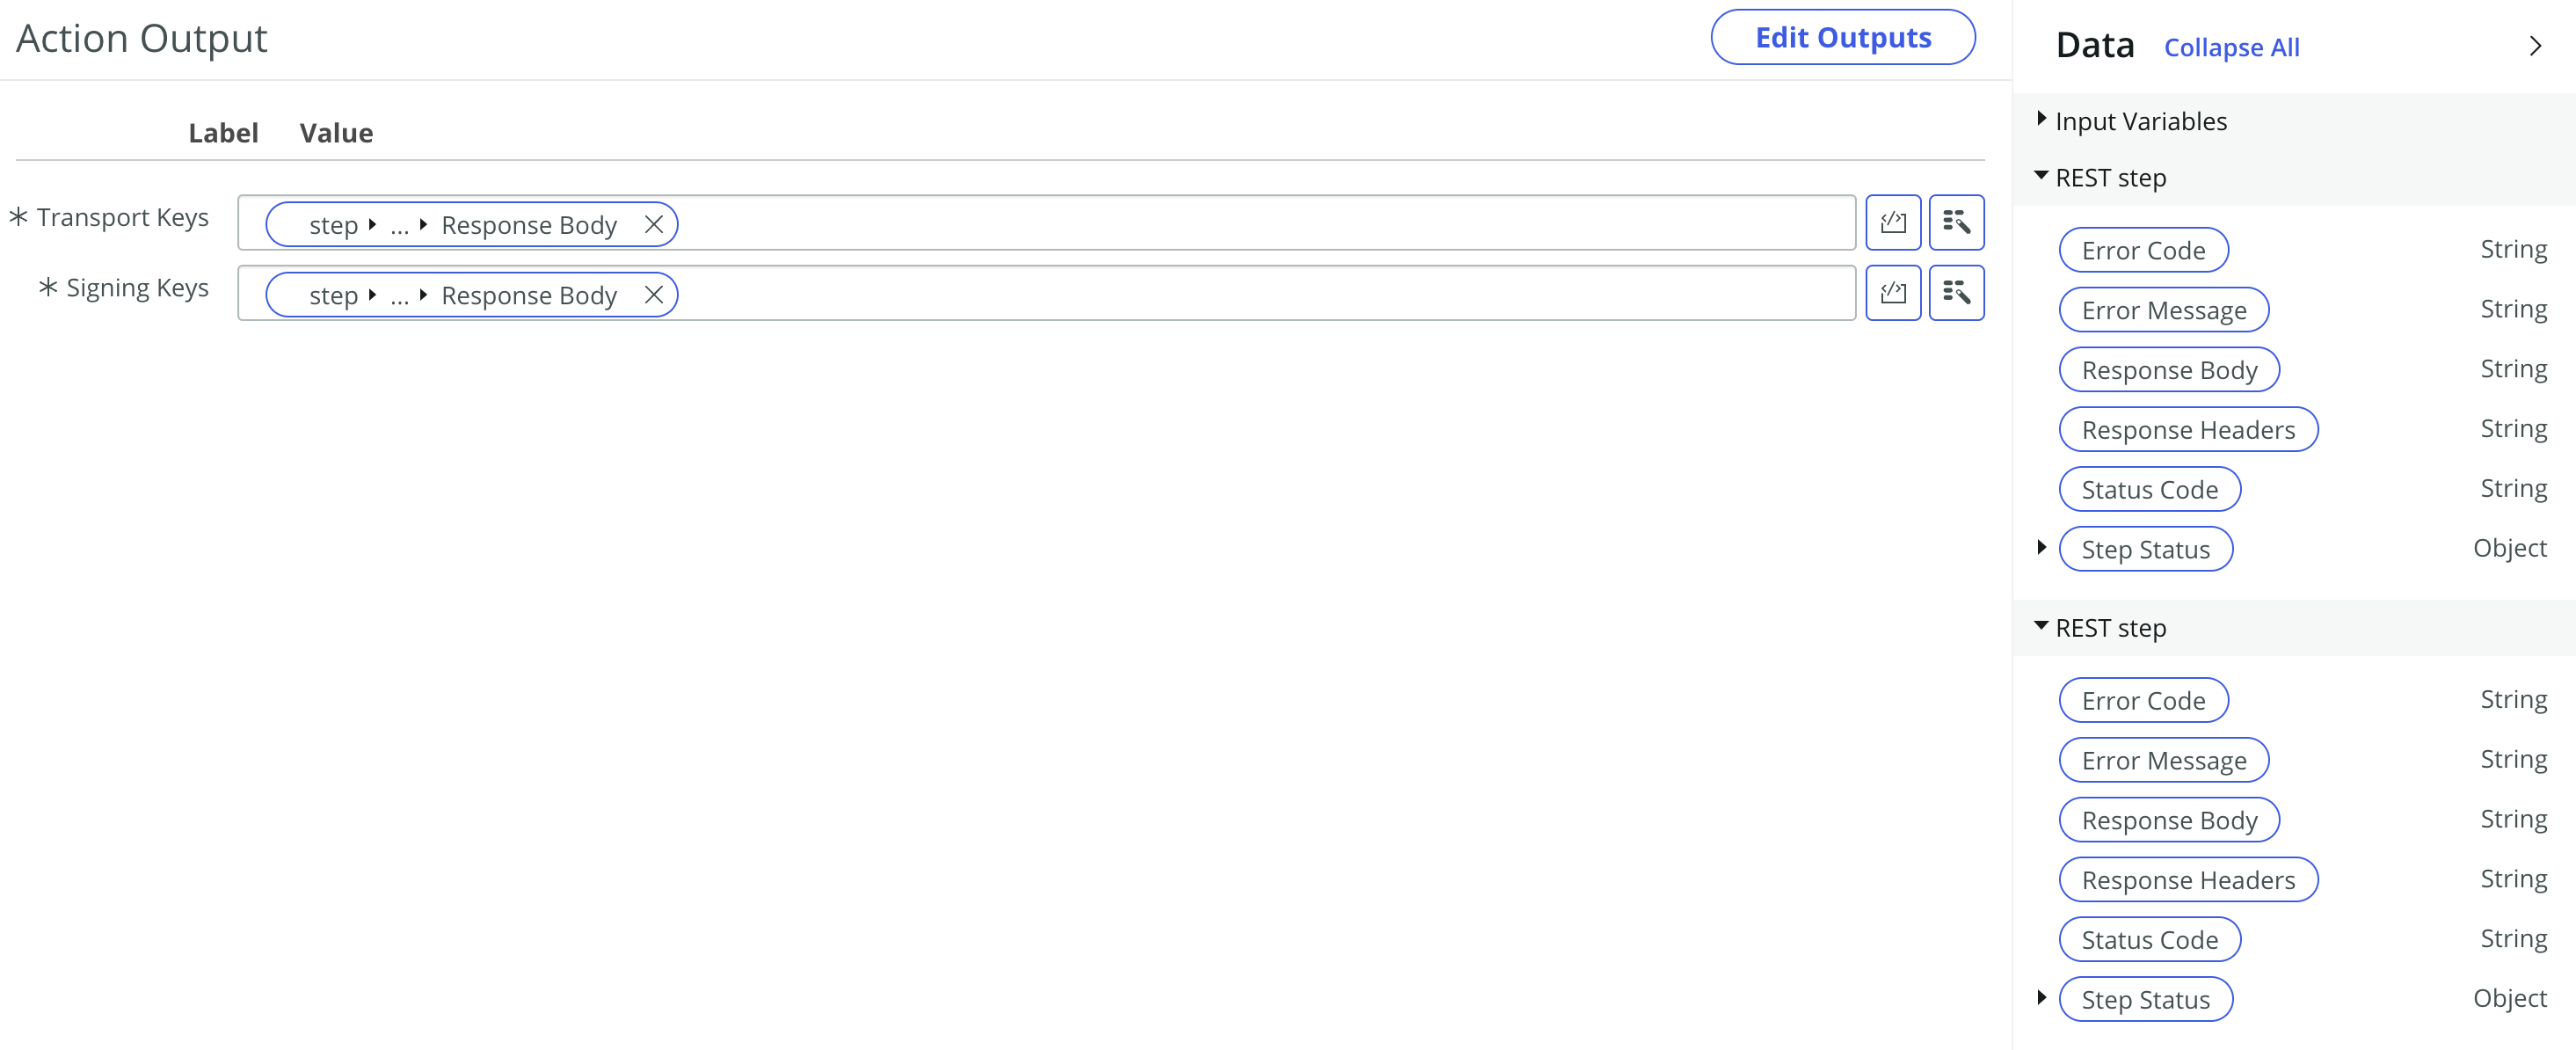 Action Output
Edit Outputs
Label Value
* Transport Keys
step ... Response Body
* Signing Keys
step ... Response Body
Data Collapse All
Input Variables
REST step
Error Code String
Error Message String
Response Body String
Response Headers String
Status Code String
Step Status Object
REST step
Error Code String
Error Message String
Response Body String
Response Headers String
Status Code String
Step Status Object